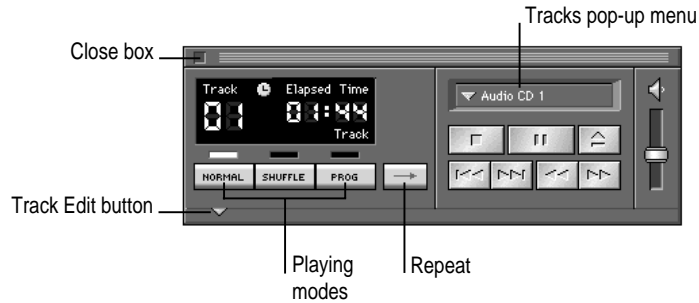 Tracks pop-up menu
Close box
Track Elapsed Time
01 01:44
Track
Audio CD 1
NORMAL SHUFFLE PROG
Track Edit button
Playing
modes
Repeat